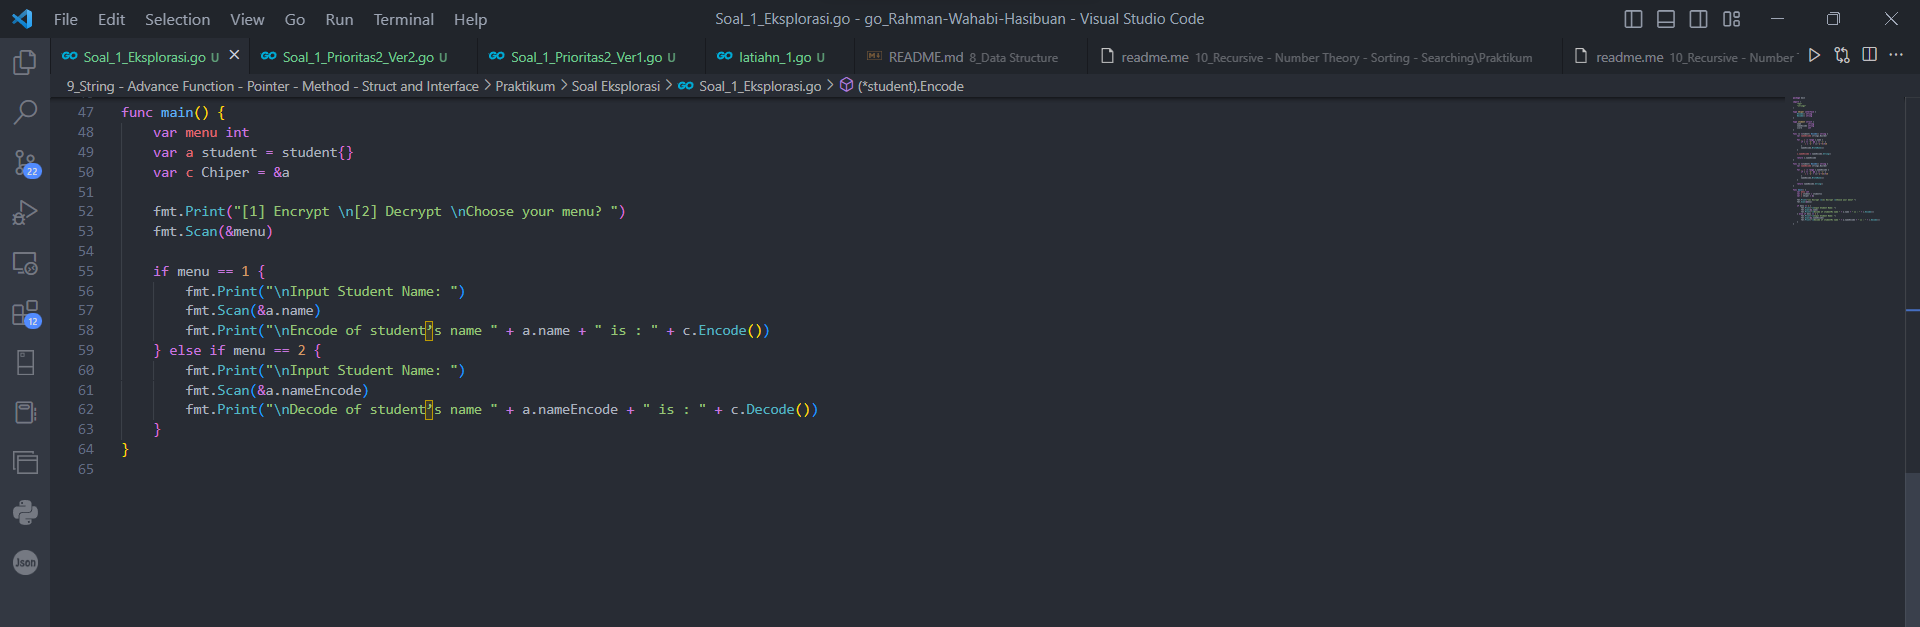 File Edit Selection View Go Run Terminal Help Soal_1_Eksplorasi.go - go_Rahman-Wahabi-Hasibuan - Visual Studio Code
Soal_1_Eksplorasi.go U Soal_1_Prioritas2_Ver2.go U Soal_1_Prioritas2_Ver1.go U latiahn_1.go U README.md 8_Data Structure readme.me 10_Recursive - Number Theory - Sorting - Searching\Praktikum readme.me 10_Recursive - Number
9_String - Advance Function - Pointer - Method - Struct and Interface > Praktikum > Soal Eksplorasi > Soal_1_Eksplorasi.go > (*student).Encode
47 func main() {
48 var menu int
49 var a student = student{}
50 var c Chiper = &a
51
52 fmt.Print("[1] Encrypt \n[2] Decrypt \nChoose your menu? ")
53 fmt.Scan(&menu)
54
55 if menu == 1 {
56 fmt.Print("\nInput Student Name: ")
57 fmt.Scan(&a.name)
58 fmt.Print("\nEncode of student’s name " + a.name + " is : " + c.Encode())
59 } else if menu == 2 {
60 fmt.Print("\nInput Student Name: ")
61 fmt.Scan(&a.nameEncode)
62 fmt.Print("\nDecode of student’s name " + a.nameEncode + " is : " + c.Decode())
63 }
64 }
65
22
12
Json